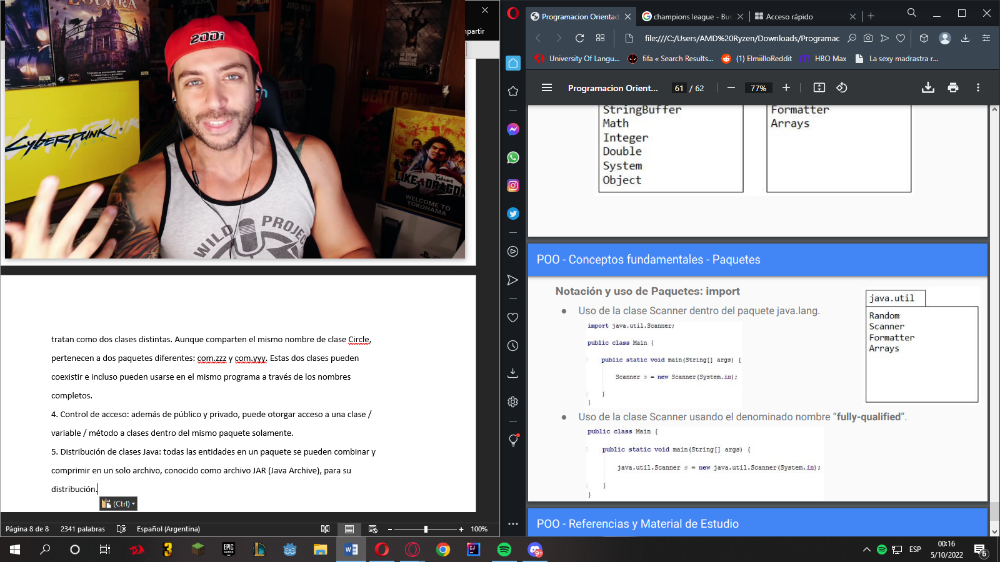 LOCURA
2001
CYBERPUNK
DEATH PUNCH
Yakuza
LIKE A DRAGON
WELCOME TO
YOKOHAMA
WILD PROJEC
mpartir
tratan como dos clases distintas. Aunque comparten el mismo nombre de clase Circle,
pertenecen a dos paquetes diferentes: com.zzz y com.yyy. Estas dos clases pueden
coexistir e incluso pueden usarse en el mismo programa a través de los nombres
completos.
4. Control de acceso: además de público y privado, puede otorgar acceso a una clase /
variable / método a clases dentro del mismo paquete solamente.
5. Distribución de clases Java: todas las entidades en un paquete se pueden combinar y
comprimir en un solo archivo, conocido como archivo JAR (Java Archive), para su
distribución.
(Ctrl)
Página 8 de 8 2341 palabras Español (Argentina) 100%
Programacion Orientad champions league - Bus Acceso rápido
file:///C:/Users/AMD%20Ryzen/Downloads/Programac
University Of Langu... fifa « Search Results... (1) ElmiilloReddit HBO Max La sexy madrastra r...
Programacion Orient... 61 / 62 77%
StringBuffer
Math
Integer
Double
System
Object
Formatter
Arrays
POO - Conceptos fundamentales - Paquetes
Notación y uso de Paquetes: import
● Uso de la clase Scanner dentro del paquete java.lang.
import java.util.Scanner;
public class Main {
public static void main(String[] args) {
Scanner s = new Scanner(System.in);
}
}
java.util
Random
Scanner
Formatter
Arrays
● Uso de la clase Scanner usando el denominado nombre “fully-qualified”.
public class Main {
public static void main(String[] args) {
java.util.Scanner s = new java.util.Scanner(System.in);
}
}
POO - Referencias y Material de Estudio
3 EPIC GAMES W IJ 9+
ESP 00:16
5/10/2022 6